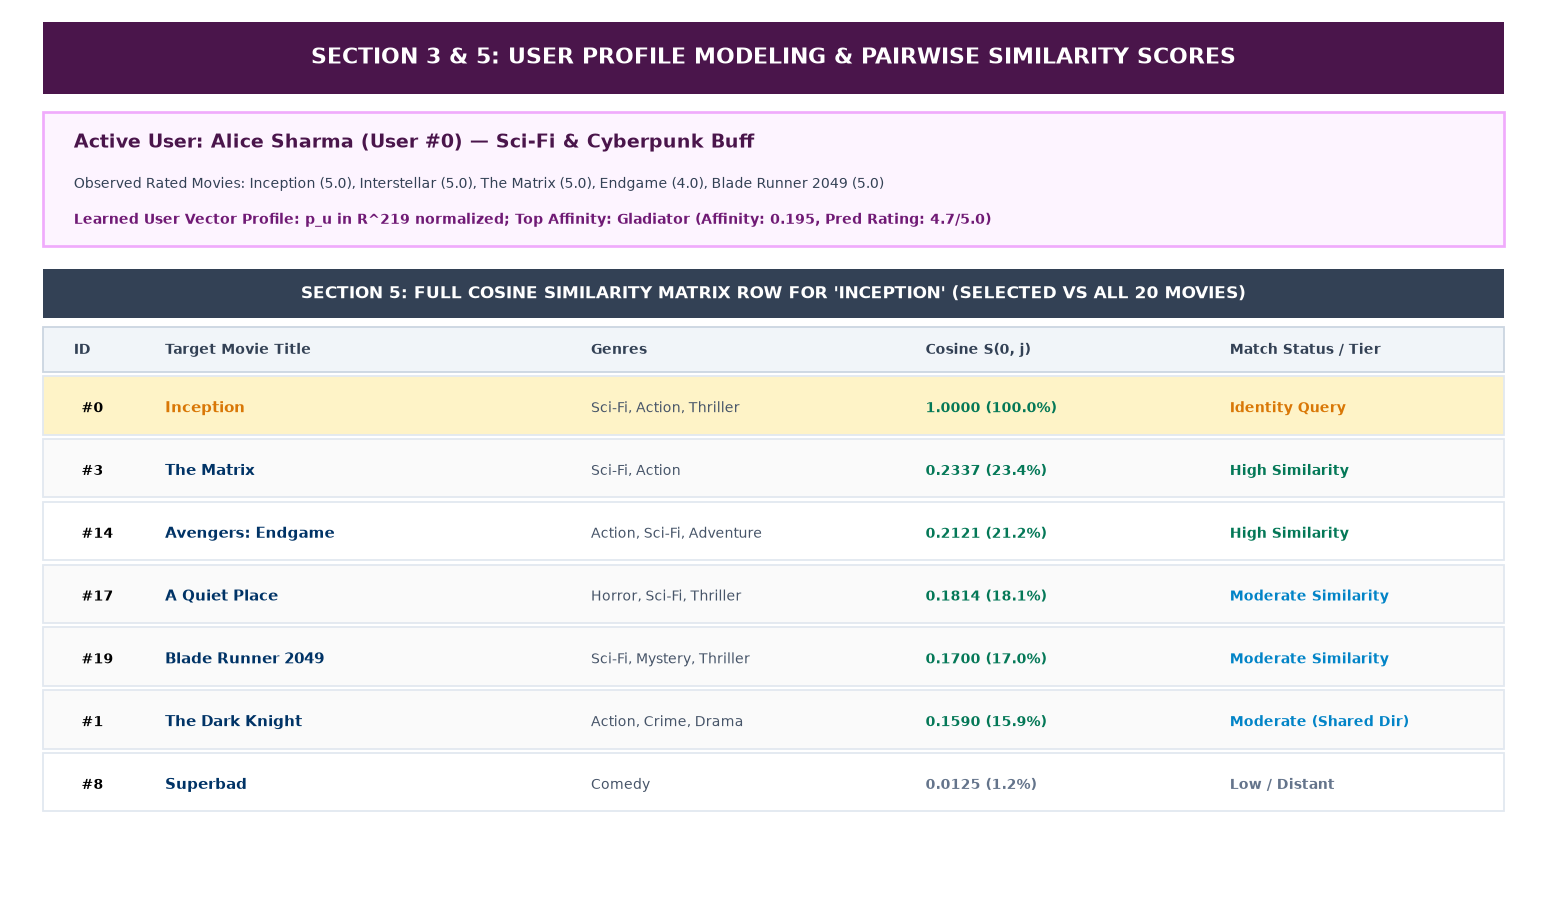 SECTION 3 & 5: USER PROFILE MODELING & PAIRWISE SIMILARITY SCORES
Active User: Alice Sharma (User #0) — Sci-Fi & Cyberpunk Buff
Observed Rated Movies: Inception (5.0), Interstellar (5.0), The Matrix (5.0), Endgame (4.0), Blade Runner 2049 (5.0)
Learned User Vector Profile: p_u in R^219 normalized; Top Affinity: Gladiator (Affinity: 0.195, Pred Rating: 4.7/5.0)
SECTION 5: FULL COSINE SIMILARITY MATRIX ROW FOR 'INCEPTION' (SELECTED VS ALL 20 MOVIES)
ID Target Movie Title Genres Cosine S(0, j) Match Status / Tier
#0 Inception Sci-Fi, Action, Thriller 1.0000 (100.0%) Identity Query
#3 The Matrix Sci-Fi, Action 0.2337 (23.4%) High Similarity
#14 Avengers: Endgame Action, Sci-Fi, Adventure 0.2121 (21.2%) High Similarity
#17 A Quiet Place Horror, Sci-Fi, Thriller 0.1814 (18.1%) Moderate Similarity
#19 Blade Runner 2049 Sci-Fi, Mystery, Thriller 0.1700 (17.0%) Moderate Similarity
#1 The Dark Knight Action, Crime, Drama 0.1590 (15.9%) Moderate (Shared Dir)
#8 Superbad Comedy 0.0125 (1.2%) Low / Distant